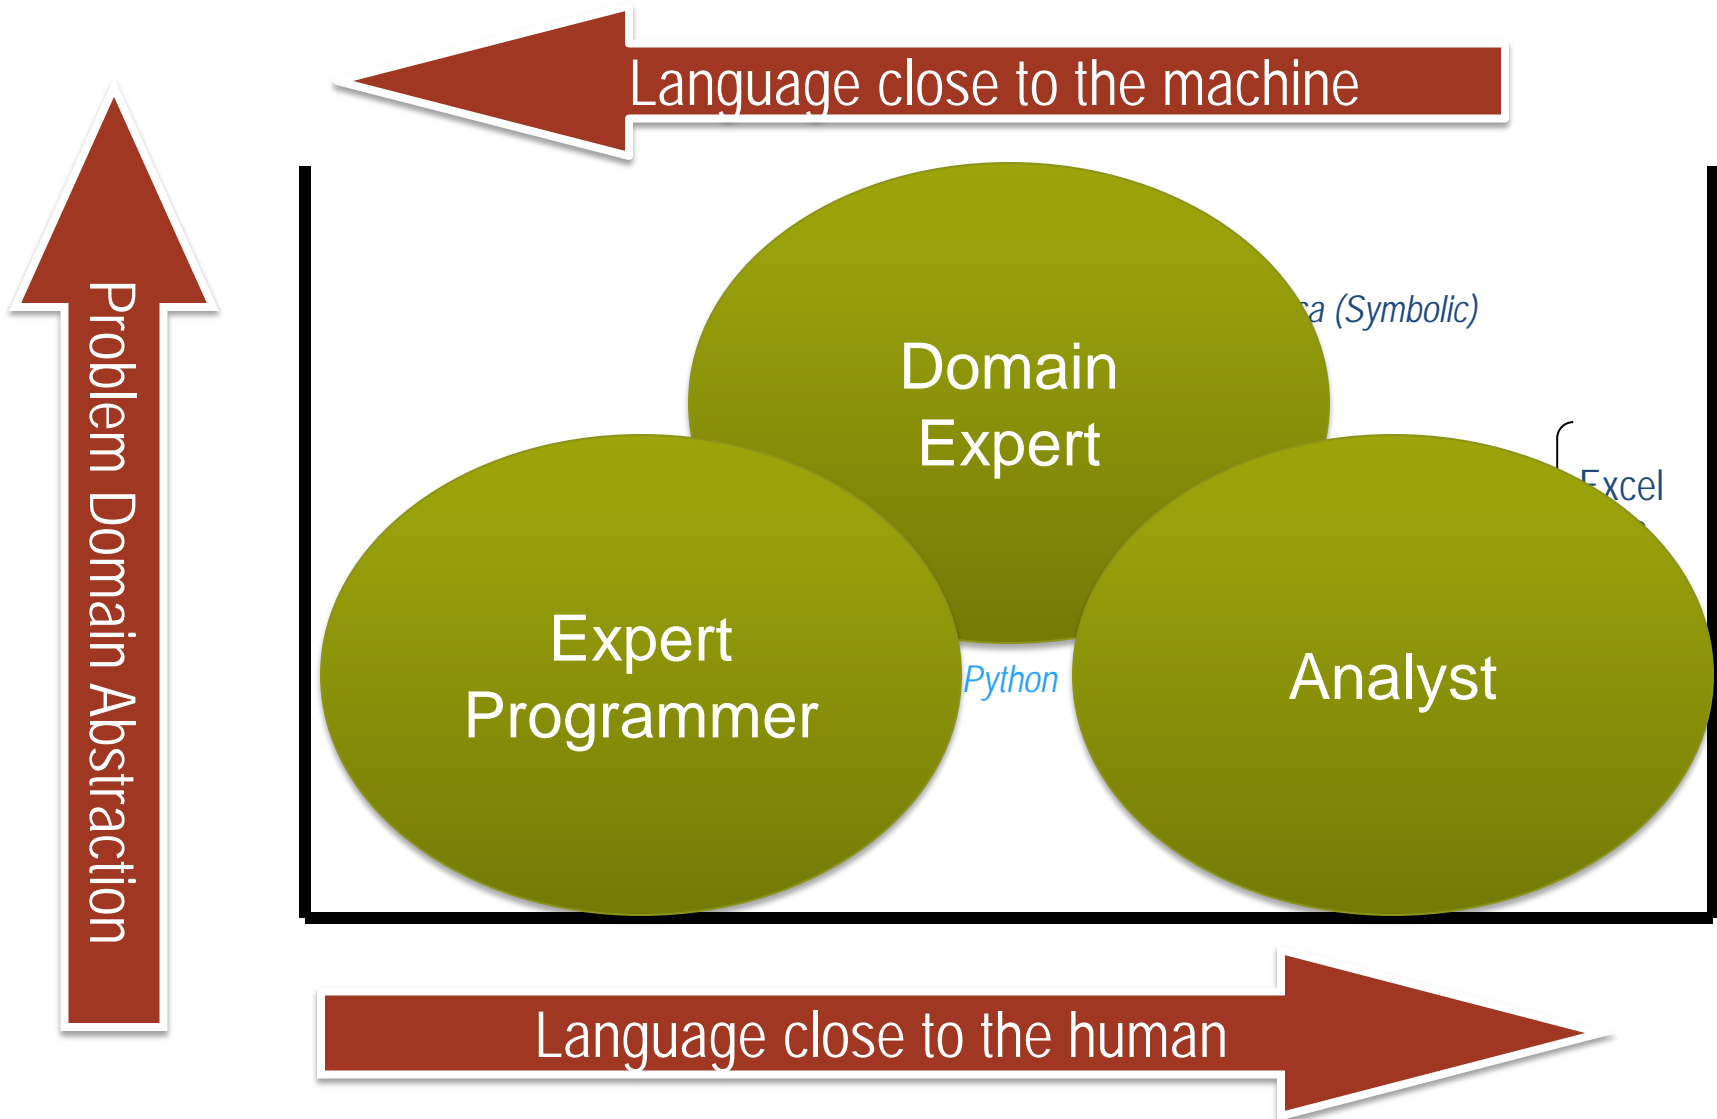 Language close to the machine
Problem Domain Abstraction
(Symbolic)
Domain
Expert
Excel
Expert
Programmer
Python
Analyst
Language close to the human